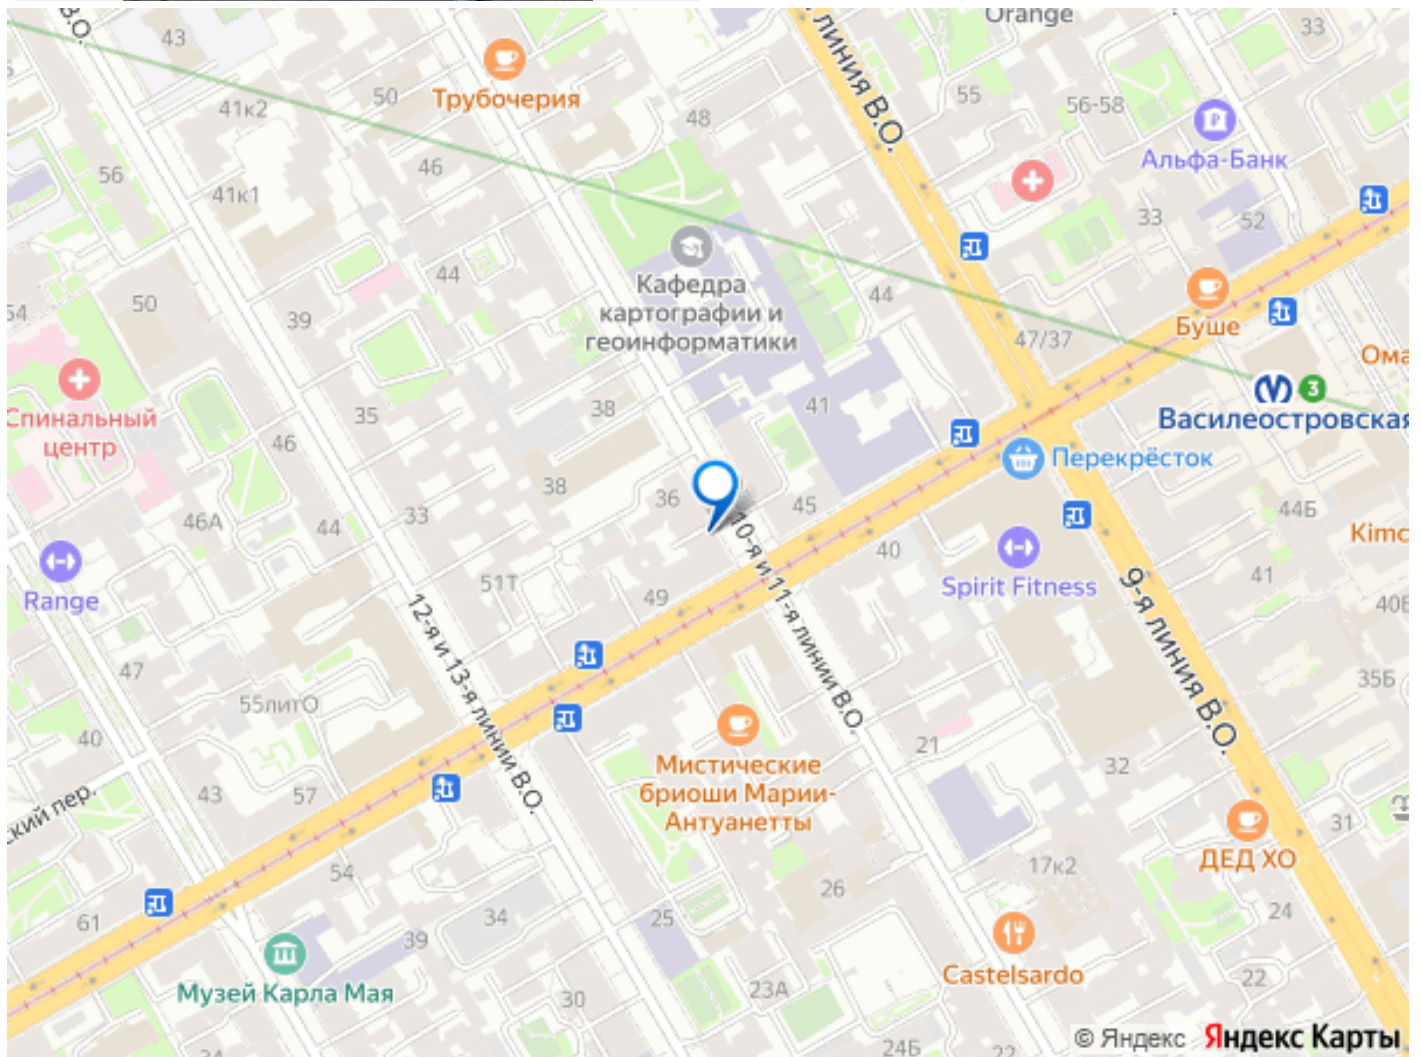 В.О.
43
Orange
33
41к2
50
Трубочерия
48
ЛИНИЯ В.О.
55
56-58
Альфа-Банк
56
46
41к1
33
52
Кафедра
картографии и
геоинформатики
44
44
50
39
54
47/37
Буше
Ома
3
Василеостровская
Спинальный
центр
35
46
38
41
Перекрёсток
38
36
45
46А
44
33
44Б
Kimc
Range
51Т
49
10-я и 11-я линии В.О.
40
Spirit Fitness
41
40Б
12-я и 13-я линии В.О.
9-я линия В.О.
47
55литО
35Б
40
Мистические
бриоши Марии-
Антуанетты
21
32
43
57
ский пер.
31
ДЕД ХО
54
17к2
26
61
34
25
24
39
Музей Карла Мая
Castelsardo
30
23А
22
24Б
22
34
© Яндекс Яндекс Карты